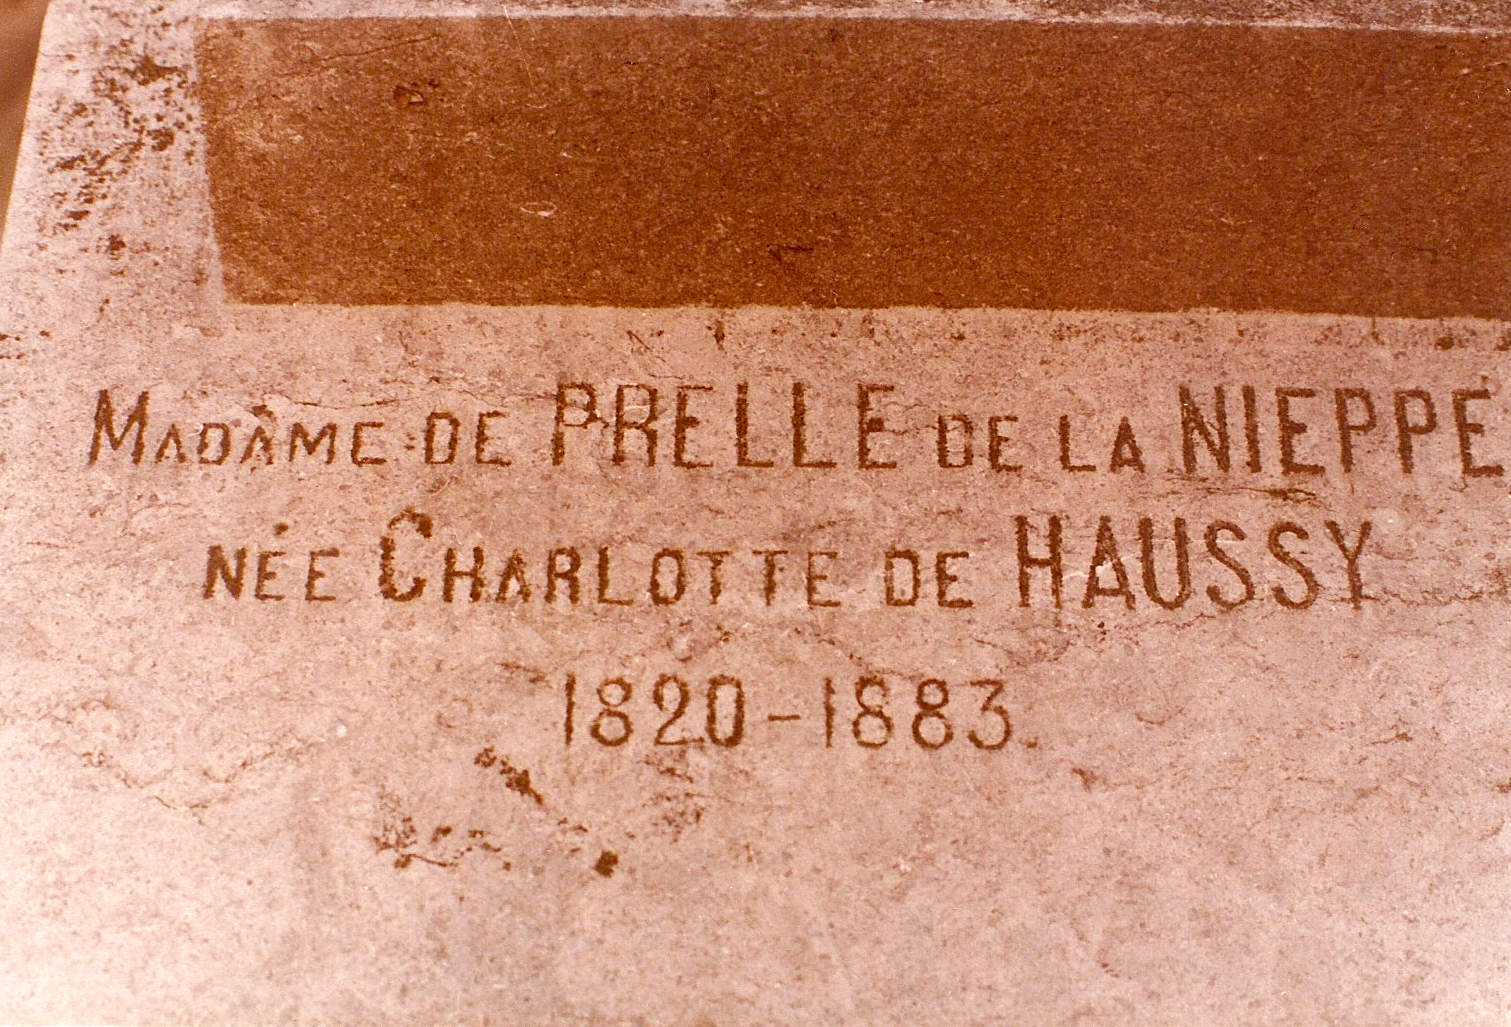 MADAME DE PRELLE DE LA NIEPPE
NÉE CHARLOTTE DE HAUSSY
1820-1883.